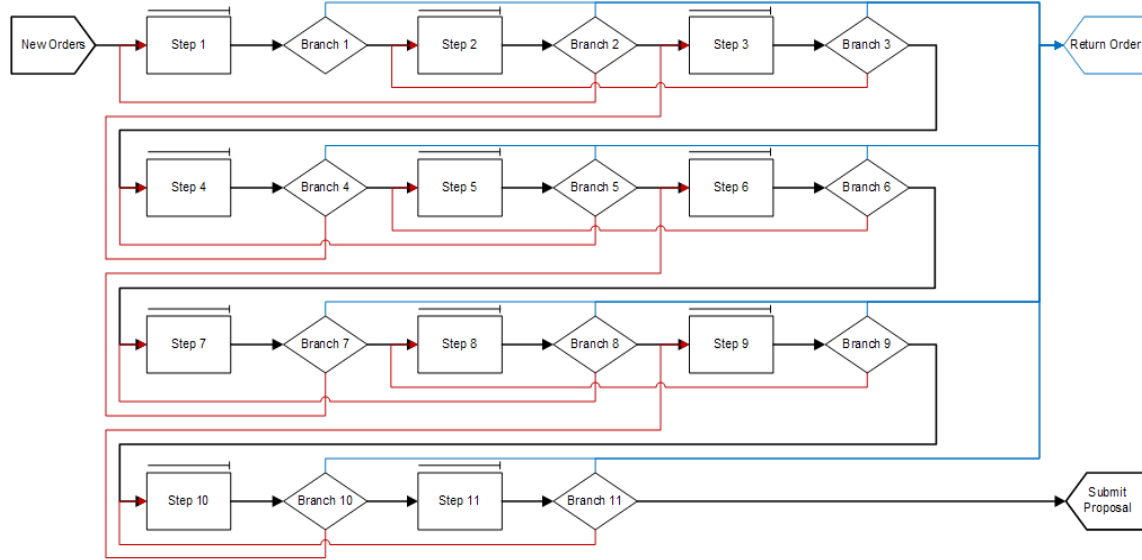 New Orders
Step 1
Branch 1
Step 2
Branch 2
Step 3
Branch 3
Return Order
Step 4
Branch 4
Step 5
Branch 5
Step 6
Branch 6
Step 7
Branch 7
Step 8
Branch 8
Step 9
Branch 9
Step 10
Branch 10
Step 11
Branch 11
Submit
Proposal